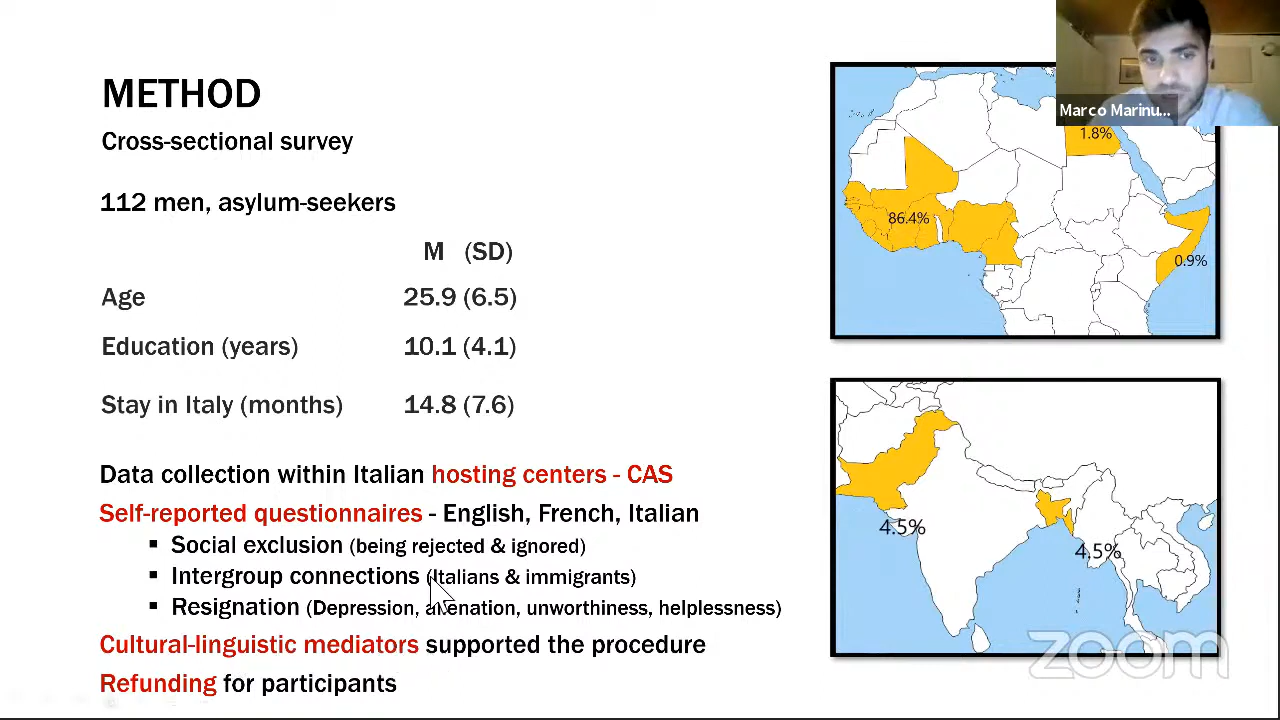 METHOD
Cross-sectional survey
112 men, asylum-seekers
M (SD)
Age 25.9 (6.5)
Education (years) 10.1 (4.1)
Stay in Italy (months) 14.8 (7.6)
Data collection within Italian hosting centers - CAS
Self-reported questionnaires - English, French, Italian
▪ Social exclusion (being rejected & ignored)
▪ Intergroup connections (Italians & immigrants)
▪ Resignation (Depression, alienation, unworthiness, helplessness)
Cultural-linguistic mediators supported the procedure
Refunding for participants
Marco Marinu...
1.8%
86.4%
0.9%
4.5%
4.5%
zoom